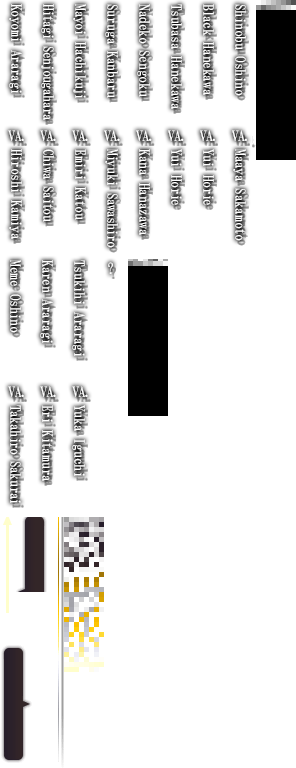 Shinobu Oshino VA: Maaya Sakamoto
Black Hanekawa VA: Yui Horie
Tsubasa Hanekawa VA: Yui Horie
Nadeko Sengoku VA: Kana Hanazawa
Suruga Kanbaru VA: Miyuki Sawashiro ?
Mayoi Hachikuji VA: Emiri Katou Tsukihi Araragi VA: Yuka Iguchi
Hitagi Senjougahara VA: Chiwa Saitou Karen Araragi VA: Eri Kitamura
Koyomi Araragi VA: Hiroshi Kamiya Meme Oshino VA: Takahiro Sakurai